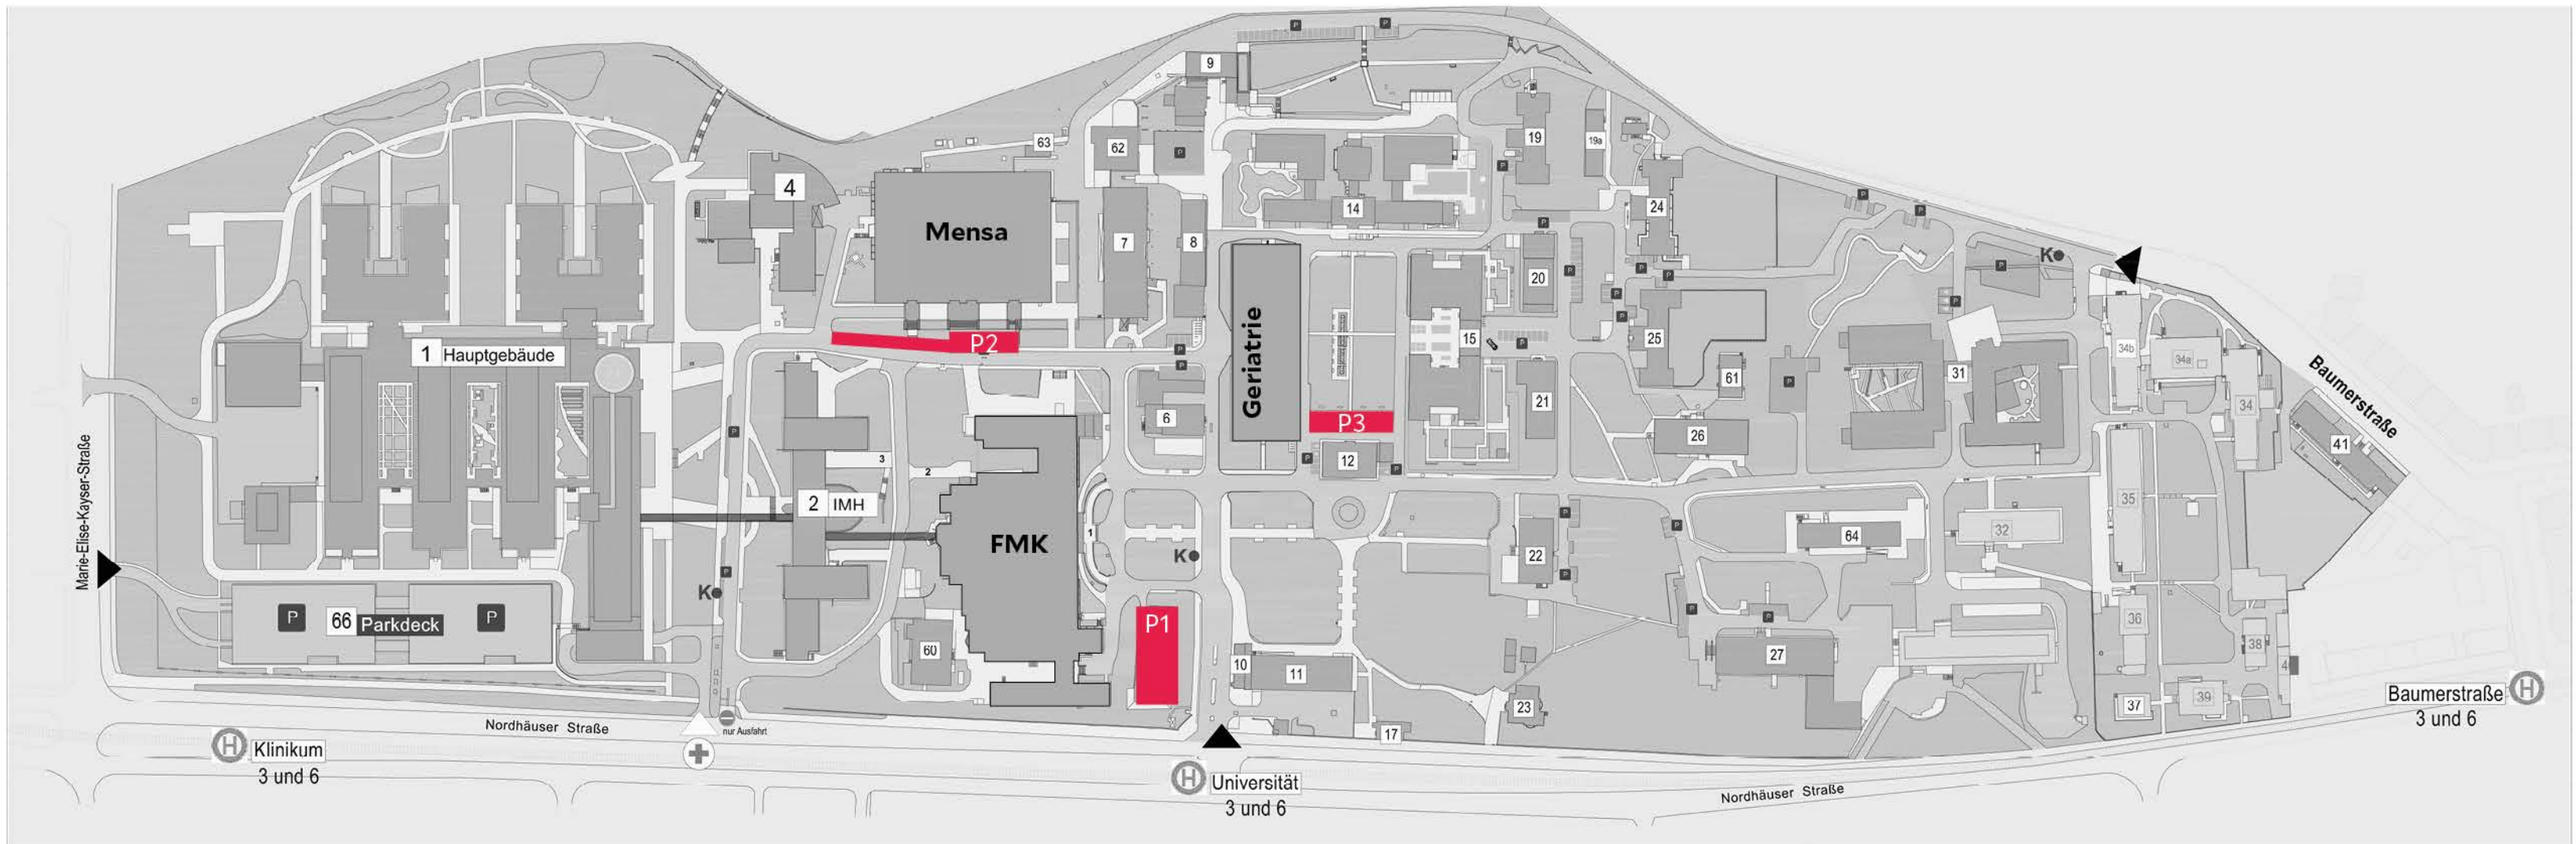 P
P
9
63
62
P
19
19a
P
4
14
24
P
P
Mensa
7
8
P
20
P
P
P
K
P
P
P
P
Geriatrie
P2
P
P
15
P
25
P
1 Hauptgebäude
61
P
31
34b
34a
Baumerstraße
6
P3
21
26
34
41
P
3
2
12
P
P
Marie-Elise-Kayser-Straße
2 IMH
FMK
1
K
22
P
P
P
64
32
35
P
K
P
66 Parkdeck
P
P1
60
10
11
P
P
27
36
38
4
23
17
37
39
Nordhäuser Straße
nur Ausfahrt
H Klinikum
3 und 6
H Universität
3 und 6
Nordhäuser Straße
Baumerstraße H
3 und 6